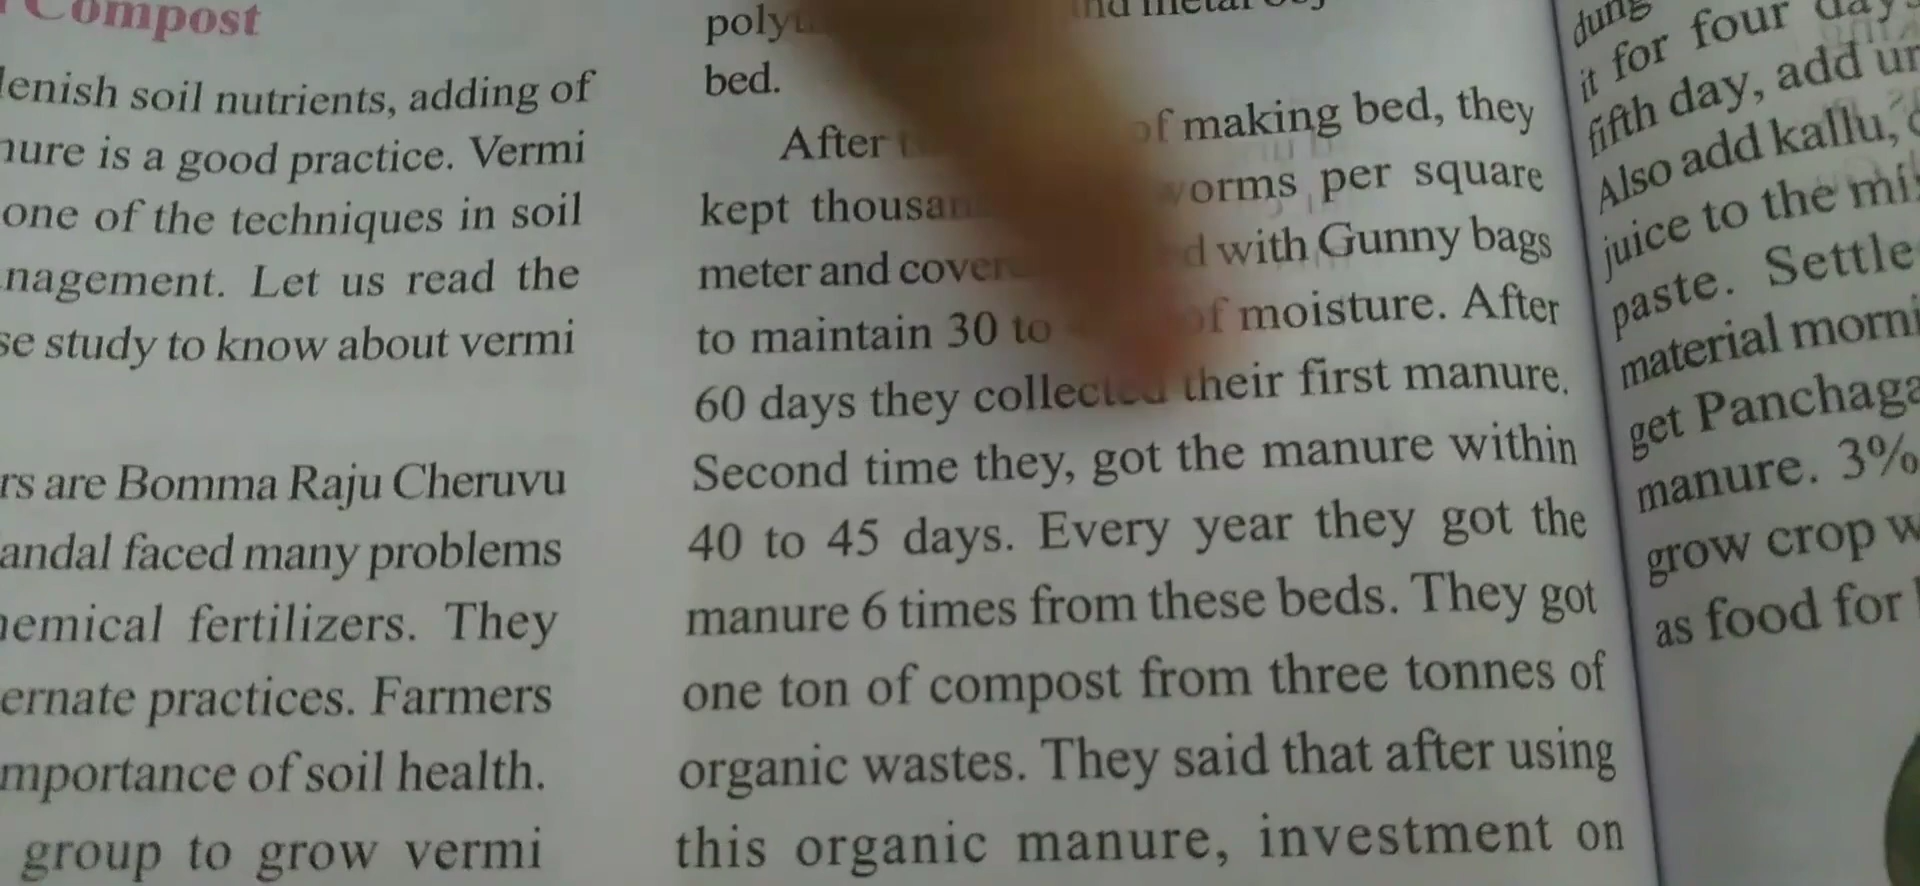 Compost
lenish soil nutrients, adding of
nure is a good practice. Vermi
one of the techniques in soil
nagement. Let us read the
se study to know about vermi
rs are Bomma Raju Cheruvu
andal faced many problems
hemical fertilizers. They
ernate practices. Farmers
mportance of soil health.
group to grow vermi
bed.
After of making bed, they
kept worms per square
meter and with Gunny bags
to maintain 30 to of moisture. After
60 days they collected their first manure.
Second time they, got the manure within
40 to 45 days. Every year they got the
manure 6 times from these beds. They got
one ton of compost from three tonnes of
organic wastes. They said that after using
this organic manure, investment on
dung
it for four days
fifth day, add ur
Also add kallu,
juice to the mi
paste. Settle
material morni
get Panchaga
manure. 3%
grow crop w
as food for